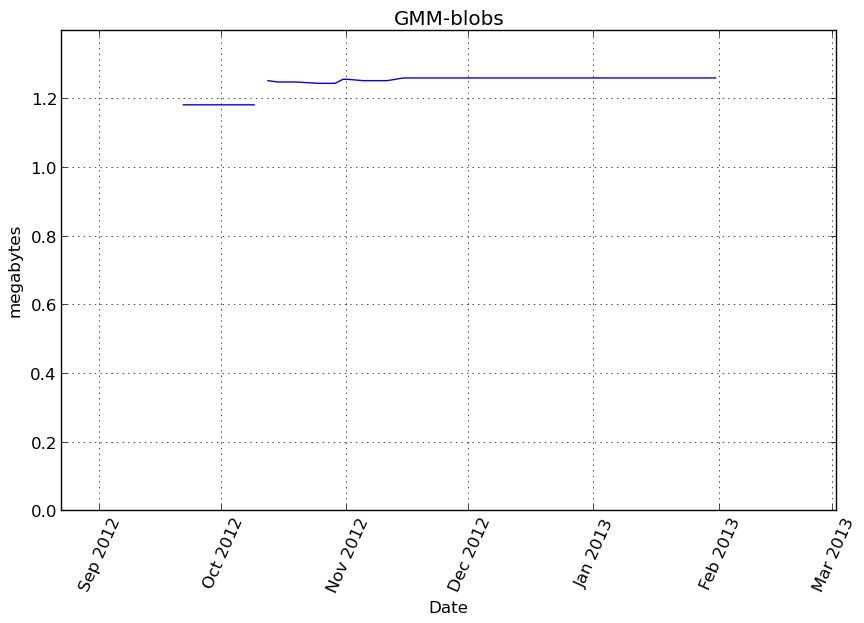 GMM-blobs
1.2
1.0
0.8
megabytes
0.6
0.4
0.2
0.0
Sep 2012
Oct 2012
Nov 2012
Dec 2012
Jan 2013
Feb 2013
Mar 2013
Date